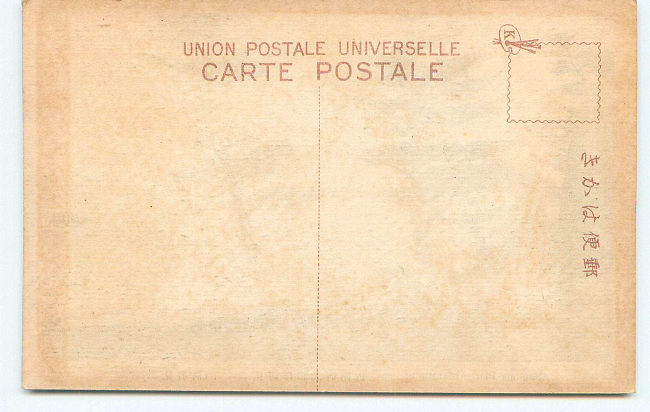 UNION POSTALE UNIVERSELLE
CARTE POSTALE
K
きかは便郵